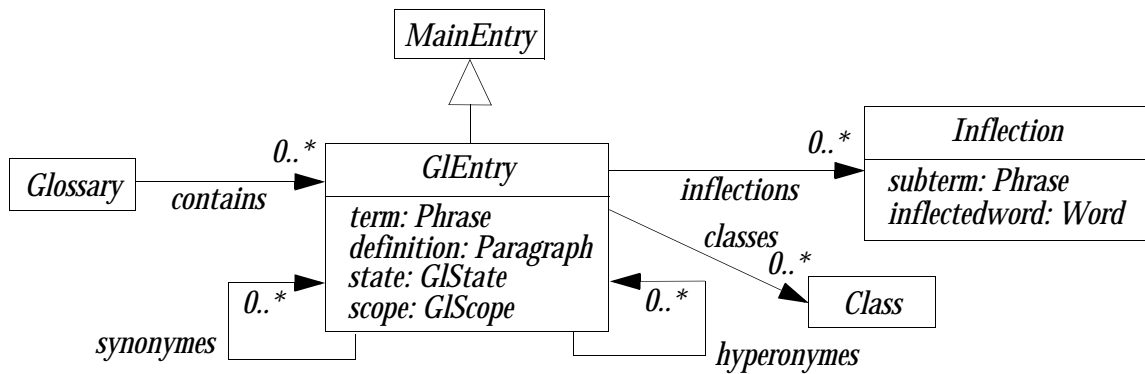 MainEntry
0..*
GlEntry
0..*
Inflection
Glossary
contains
inflections
term: Phrase
definition: Paragraph
state: GlState
scope: GlScope
subterm: Phrase
inflectedword: Word
classes
0..*
Class
0..*
0..*
synonymes
hyperonymes